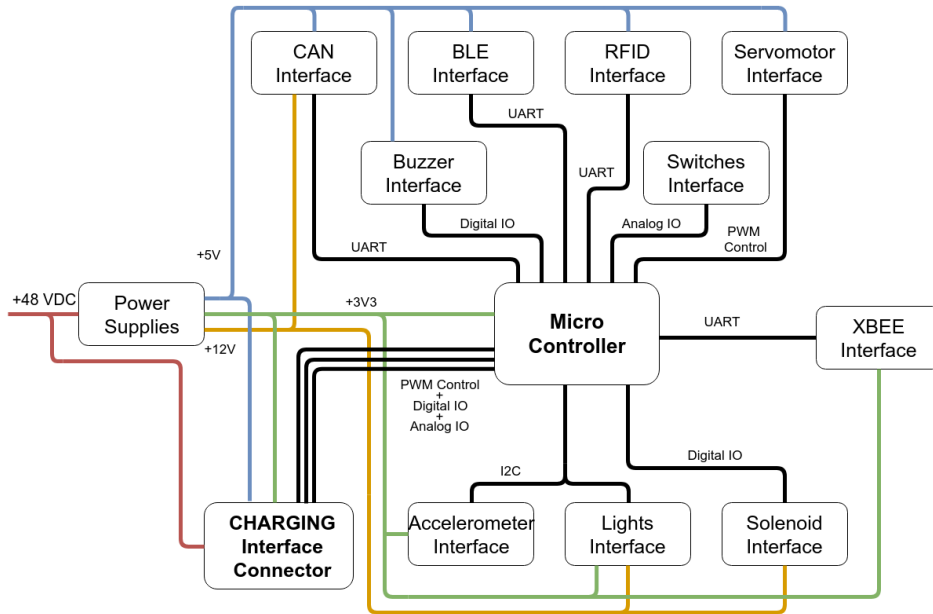 CAN
Interface
BLE
Interface
RFID
Interface
Servomotor
Interface
UART
Buzzer
Interface
UART
Switches
Interface
Digital IO
Analog IO
PWM
Control
UART
+5V
+48 VDC
Power
Supplies
+3V3
+12V
Micro
Controller
UART
XBEE
Interface
PWM Control
+
Digital IO
+
Analog IO
I2C
Digital IO
CHARGING
Interface
Connector
Accelerometer
Interface
Lights
Interface
Solenoid
Interface